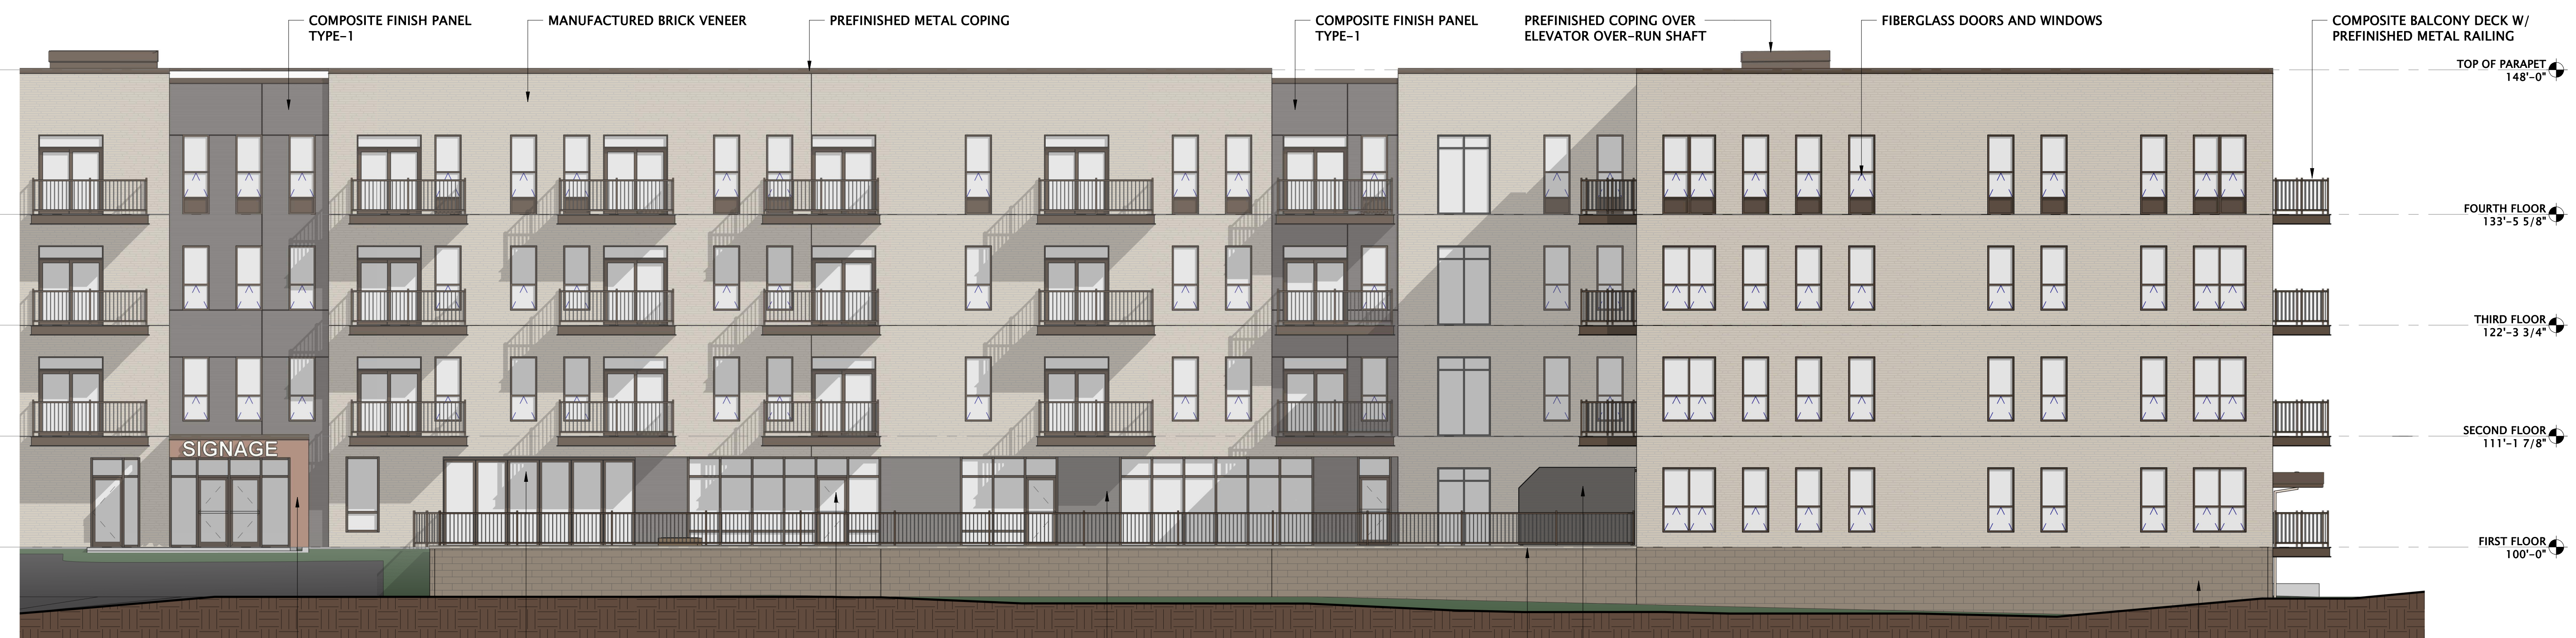 COMPOSITE FINISH PANEL
TYPE-1
MANUFACTURED BRICK VENEER
PREFINISHED METAL COPING
COMPOSITE FINISH PANEL
TYPE-1
PREFINISHED COPING OVER
ELEVATOR OVER-RUN SHAFT
FIBERGLASS DOORS AND WINDOWS
COMPOSITE BALCONY DECK W/
PREFINISHED METAL RAILING
TOP OF PARAPET
148'-0"
FOURTH FLOOR
133'-5 5/8"
THIRD FLOOR
122'-3 3/4"
SECOND FLOOR
111'-1 7/8"
SIGNAGE
FIRST FLOOR
100'-0"